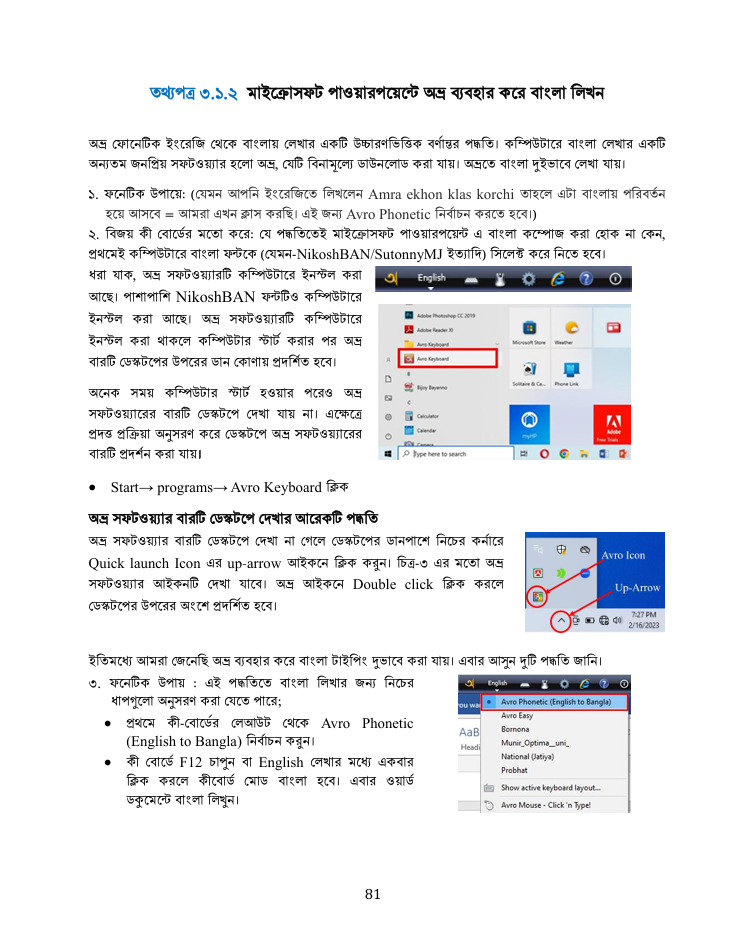 তথ্যপত্র ৩.১.২ মাইক্রোসফট পাওয়ারপয়েন্টে অভ্র ব্যবহার করে বাংলা লিখন
অভ্র ফোনেটিক ইংরেজি থেকে বাংলায় লেখার একটি উচ্চারণভিত্তিক বর্ণান্তর পদ্ধতি। কম্পিউটারে বাংলা লেখার একটি
অন্যতম জনপ্রিয় সফটওয়্যার হলো অভ্র, যেটি বিনামূল্যে ডাউনলোড করা যায়। অভ্রতে বাংলা দুইভাবে লেখা যায়।
১. ফনেটিক উপায়ে: (যেমন আপনি ইংরেজিতে লিখলেন Amra ekhon klas korchi তাহলে এটা বাংলায় পরিবর্তন
হয়ে আসবে = আমরা এখন ক্লাস করছি। এই জন্য Avro Phonetic নির্বাচন করতে হবে।)
২. বিজয় কী বোর্ডের মতো করে: যে পদ্ধতিতেই মাইক্রোসফট পাওয়ারপয়েন্ট এ বাংলা কম্পোজ করা হোক না কেন,
প্রথমেই কম্পিউটারে বাংলা ফন্টকে (যেমন-NikoshBAN/SutonnyMJ ইত্যাদি) সিলেক্ট করে নিতে হবে।
ধরা যাক, অভ্র সফটওয়্যারটি কম্পিউটারে ইনস্টল করা
আছে। পাশাপাশি NikoshBAN ফন্টটিও কম্পিউটারে
ইনস্টল করা আছে। অভ্র সফটওয়্যারটি কম্পিউটারে
ইনস্টল করা থাকলে কম্পিউটার স্টার্ট করার পর অভ্র
বারটি ডেস্কটপের উপরের ডান কোণায় প্রদর্শিত হবে।
অনেক সময় কম্পিউটার স্টার্ট হওয়ার পরেও অভ্র
সফটওয়্যারের বারটি ডেস্কটপে দেখা যায় না। এক্ষেত্রে
প্রদত্ত প্রক্রিয়া অনুসরণ করে ডেস্কটপে অভ্র সফটওয়্যারের
বারটি প্রদর্শন করা যায়।
English
Adobe Photoshop CC 2019
Adobe Reader XI
Avro Keyboard
Avro Keyboard
B
Bijoy Bayanno
C
Calculator
Calendar
Camera
Microsoft Store
Weather
Solitaire & Ca...
Phone Link
myHP
Adobe
Free Trials
Type here to search
• Start→ programs→ Avro Keyboard ক্লিক
অভ্র সফটওয়্যার বারটি ডেস্কটপে দেখার আরেকটি পদ্ধতি
অভ্র সফটওয়্যার বারটি ডেস্কটপে দেখা না গেলে ডেস্কটপের ডানপাশে নিচের কর্নারে
Quick launch Icon এর up-arrow আইকনে ক্লিক করুন। চিত্র-৩ এর মতো অভ্র
সফটওয়্যার আইকনটি দেখা যাবে। অভ্র আইকনে Double click ক্লিক করলে
ডেস্কটপের উপরের অংশে প্রদর্শিত হবে।
Avro Icon
Up-Arrow
7:27 PM
2/16/2023
ইতিমধ্যে আমরা জেনেছি অভ্র ব্যবহার করে বাংলা টাইপিং দুভাবে করা যায়। এবার আসুন দুটি পদ্ধতি জানি।
৩. ফনেটিক উপায় : এই পদ্ধতিতে বাংলা লিখার জন্য নিচের
ধাপগুলো অনুসরণ করা যেতে পারে;
• প্রথমে কী-বোর্ডের লেআউট থেকে Avro Phonetic
(English to Bangla) নির্বাচন করুন।
• কী বোর্ডে F12 চাপুন বা English লেখার মধ্যে একবার
ক্লিক করলে কীবোর্ড মোড বাংলা হবে। এবার ওয়ার্ড
ডকুমেন্টে বাংলা লিখুন।
English
Avro Phonetic (English to Bangla)
Avro Easy
Bornona
Munir_Optima__uni_
National (Jatiya)
Probhat
Show active keyboard layout...
Avro Mouse - Click 'n Type!
you wa
AaB
Headi
81